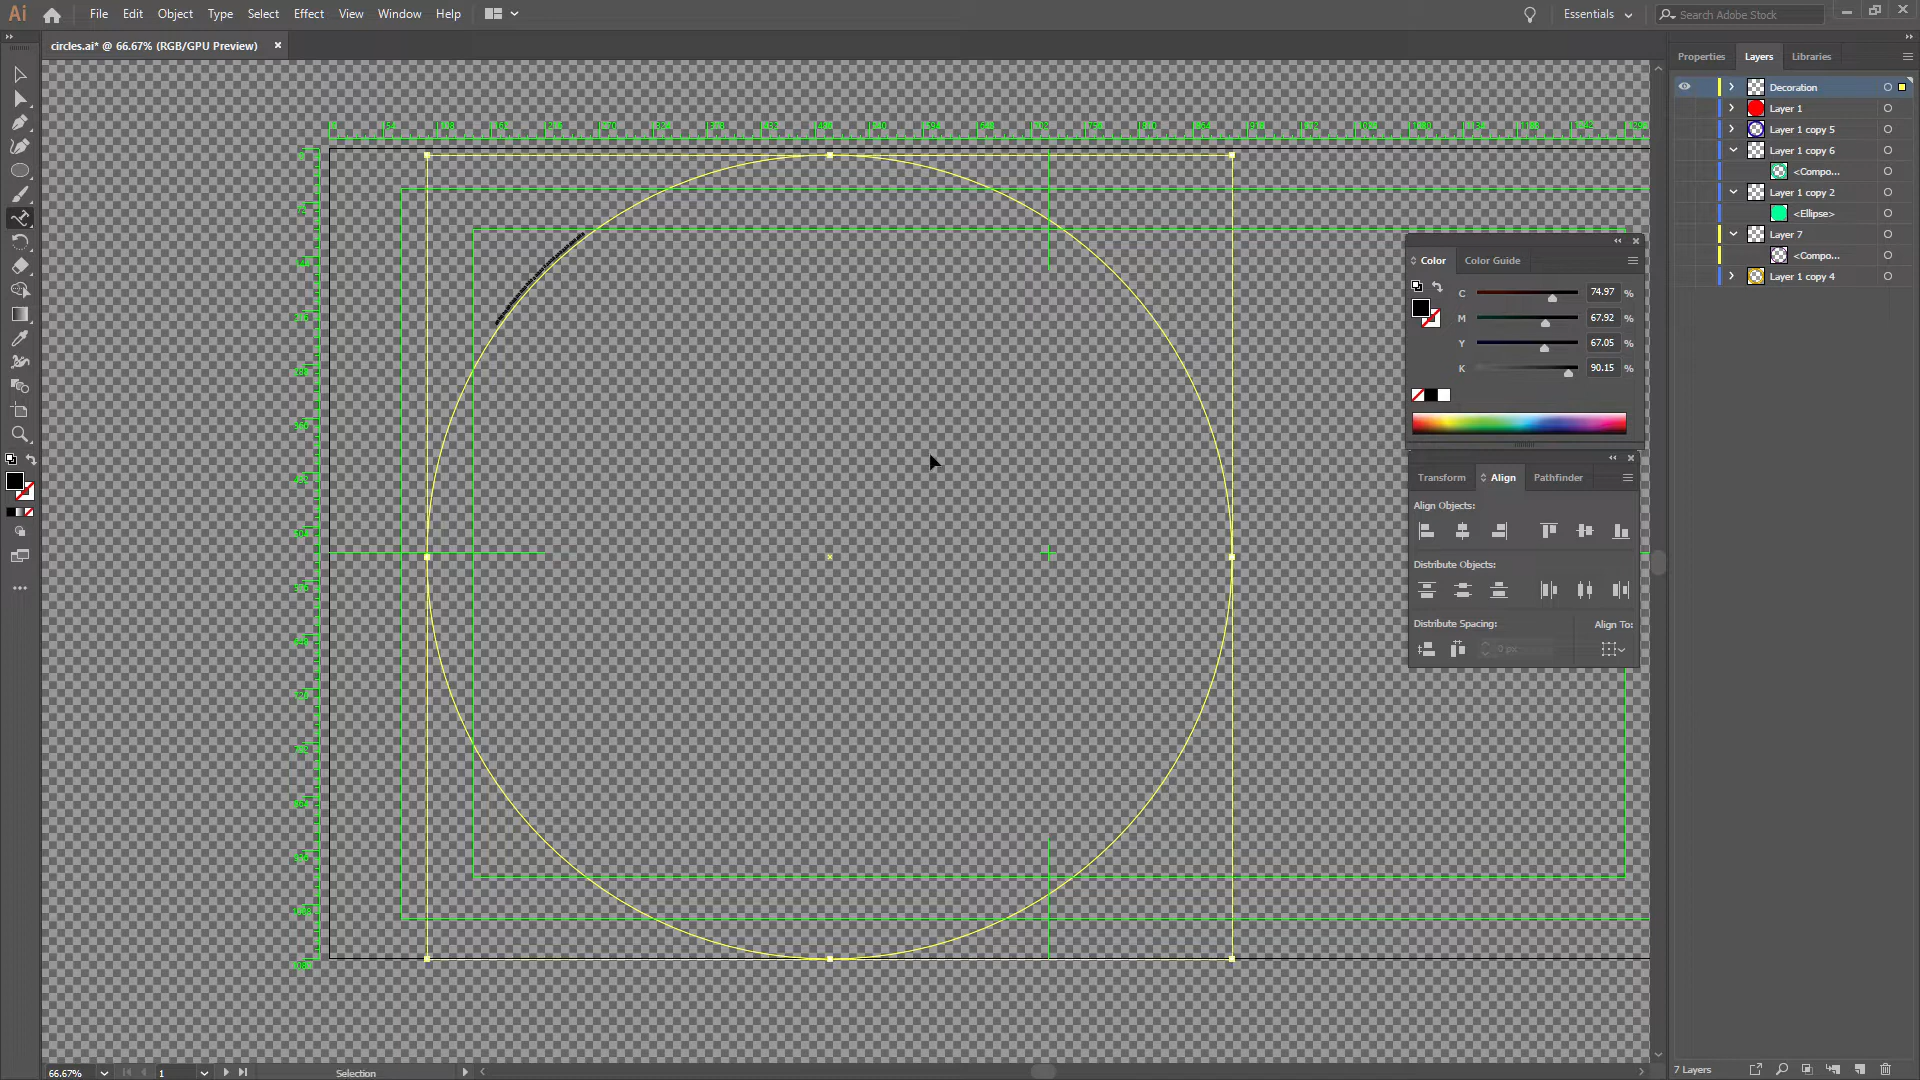 Ai
File Edit Object Type Select Effect View Window Help
Essentials
Search Adobe Stock
circles.ai* @ 66.67% (RGB/GPU Preview)
Properties Layers Libraries
Decoration
Layer 1
Layer 1 copy 5
Layer 1 copy 6
<Compo...
Layer 1 copy 2
<Ellipse>
Layer 7
<Compo...
Layer 1 copy 4
Color Color Guide
C 74.97 %
M 67.92 %
Y 67.05 %
K 90.15 %
Transform Align Pathfinder
Align Objects:
Distribute Objects:
Distribute Spacing: Align To:
0 px
66.67% 1 Selection
7 Layers